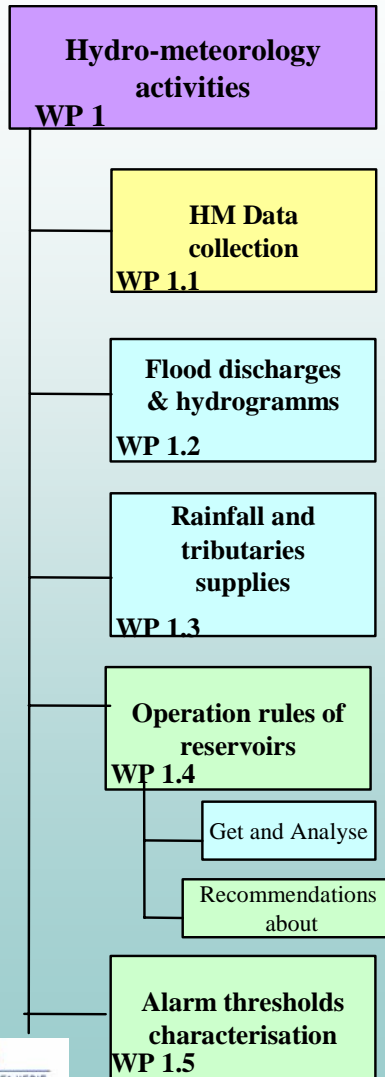 Hydro-meteorology
activities
WP 1
HM Data
collection
WP 1.1
Flood discharges
& hydrogramms
WP 1.2
Rainfall and
tributaries
supplies
WP 1.3
Operation rules of
reservoirs
WP 1.4
Get and Analyse
Recommendations
about
Alarm thresholds
characterisation
WP 1.5